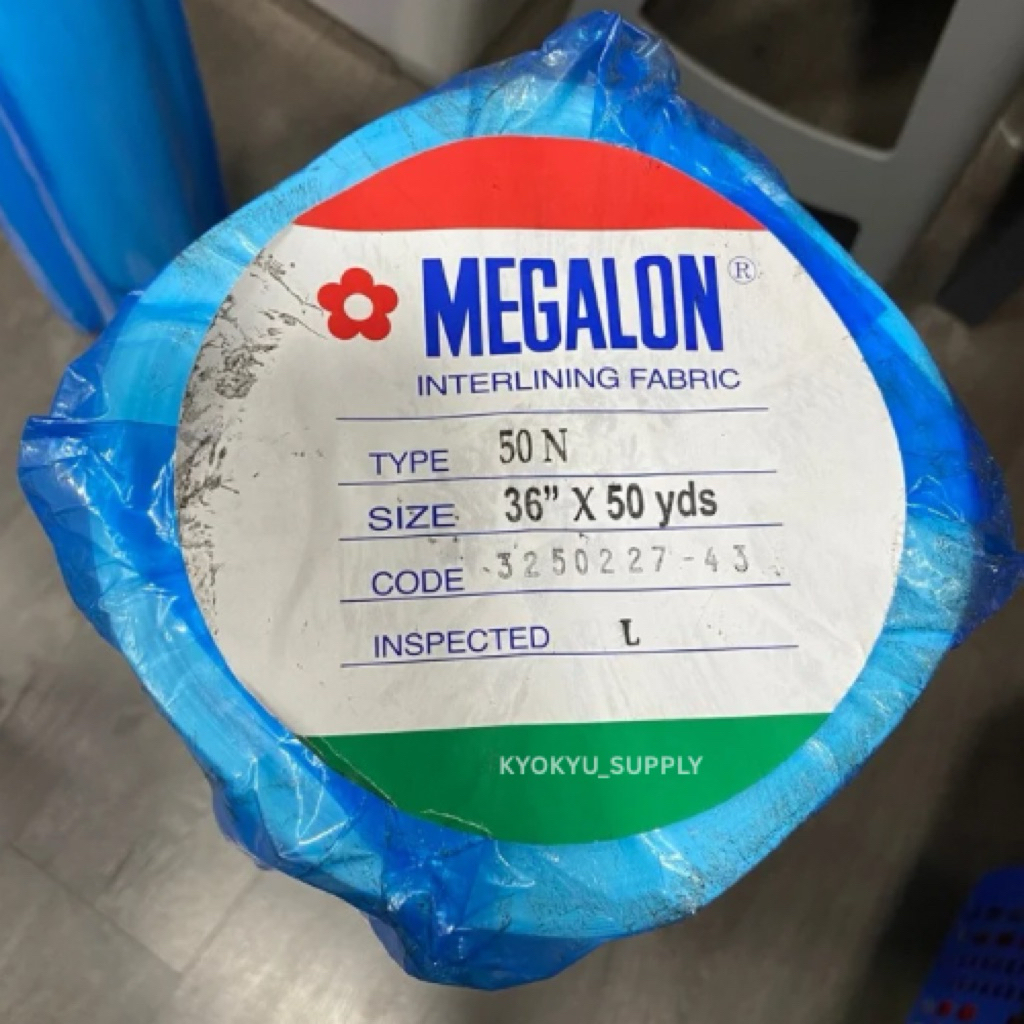 MEGALON®
INTERLINING FABRIC
TYPE 50 N
SIZE 36” X 50 yds
CODE 3250227-43
INSPECTED L
KYOKYU_SUPPLY